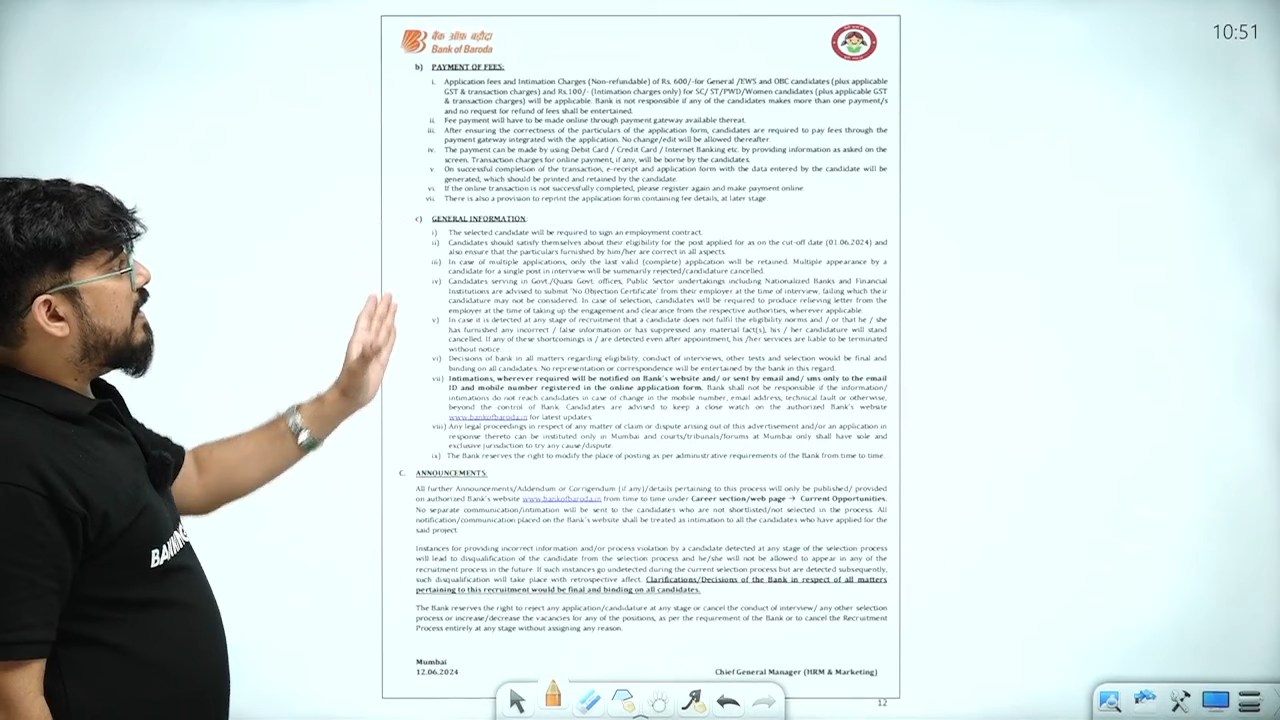 10:51
बैंक ऑफ़ बड़ौदा
Bank of Baroda
b) PAYMENT OF FEES:
i. Application fees and Intimation Charges (Non-refundable) of Rs. 600/-for General /EWS and OBC candidates (plus applicable
GST & transaction charges) and Rs.100/- (Intimation charges only) for SC/ ST/PWD/Women candidates (plus applicable GST
& transaction charges) will be applicable. Bank is not responsible if any of the candidates makes more than one payment/s
and no request for refund of fees shall be entertained.
ii. Fee payment will have to be made online through payment gateway available thereat.
iii. After ensuring the correctness of the particulars of the application form, candidates are required to pay fees through the
payment gateway integrated with the application. No change/edit will be allowed thereafter.
iv. The payment can be made by using Debit Card / Credit Card / Internet Banking etc. by providing information as asked on the
screen. Transaction charges for online payment, if any, will be borne by the candidates.
v. On successful completion of the transaction, e-receipt and application form with the data entered by the candidate will be
generated, which should be printed and retained by the candidate.
vi. If the online transaction is not successfully completed, please register again and make payment online.
vii. There is also a provision to reprint the application form containing fee details, at later stage.
c) GENERAL INFORMATION:
i) The selected candidate will be required to sign an employment contract.
ii) Candidates should satisfy themselves about their eligibility for the post applied for as on the cut-off date (01.06.2024) and
also ensure that the particulars furnished by him/her are correct in all aspects.
iii) In case of multiple applications, only the last valid (complete) application will be retained. Multiple appearance by a
candidate for a single post in interview will be summarily rejected/candidature cancelled.
iv) Candidates serving in Govt./Quasi Govt. offices, Public Sector undertakings including Nationalized Banks and Financial
Institutions are advised to submit 'No Objection Certificate' from their employer at the time of interview, failing which their
candidature may not be considered. In case of selection, candidates will be required to produce relieving letter from the
employer at the time of taking up the engagement and clearance from the respective authorities, wherever applicable.
v) In case it is detected at any stage of recruitment that a candidate does not fulfil the eligibility norms and / or that he / she
has furnished any incorrect / false information or has suppressed any material fact(s), his / her candidature will stand
cancelled. If any of these shortcomings is / are detected even after appointment, his /her services are liable to be terminated
without notice.
vi) Decisions of bank in all matters regarding eligibility, conduct of interviews, other tests and selection would be final and
binding on all candidates. No representation or correspondence will be entertained by the bank in this regard.
vii) Intimations, wherever required will be notified on Bank's website and/ or sent by email and/ sms only to the email
ID and mobile number registered in the online application form. Bank shall not be responsible if the information/
intimations do not reach candidates in case of change in the mobile number, email address, technical fault or otherwise,
beyond the control of Bank. Candidates are advised to keep a close watch on the authorized Bank's website
www.bankofbaroda.in for latest updates.
viii) Any legal proceedings in respect of any matter of claim or dispute arising out of this advertisement and/or an application in
response thereto can be instituted only in Mumbai and courts/tribunals/forums at Mumbai only shall have sole and
exclusive jurisdiction to try any cause/dispute.
ix) The Bank reserves the right to modify the place of posting as per administrative requirements of the Bank from time to time.
C. ANNOUNCEMENTS:
All further Announcements/Addendum or Corrigendum (if any)/details pertaining to this process will only be published/ provided
on authorized Bank's website www.bankofbaroda.in from time to time under Career section/web page → Current Opportunities.
No separate communication/intimation will be sent to the candidates who are not shortlisted/not selected in the process. All
notification/communication placed on the Bank's website shall be treated as intimation to all the candidates who have applied for the
said project.
Instances for providing incorrect information and/or process violation by a candidate detected at any stage of the selection process
will lead to disqualification of the candidate from the selection process and he/she will not be allowed to appear in any of the
recruitment process in the future. If such instances go undetected during the current selection process but are detected subsequently,
such disqualification will take place with retrospective affect. Clarifications/Decisions of the Bank in respect of all matters
pertaining to this recruitment would be final and binding on all candidates.
The Bank reserves the right to reject any application/candidature at any stage or cancel the conduct of interview/ any other selection
process or increase/decrease the vacancies for any of the positions, as per the requirement of the Bank or to cancel the Recruitment
Process entirely at any stage without assigning any reason.
Mumbai
12.06.2024
Chief General Manager (HRM & Marketing)
12